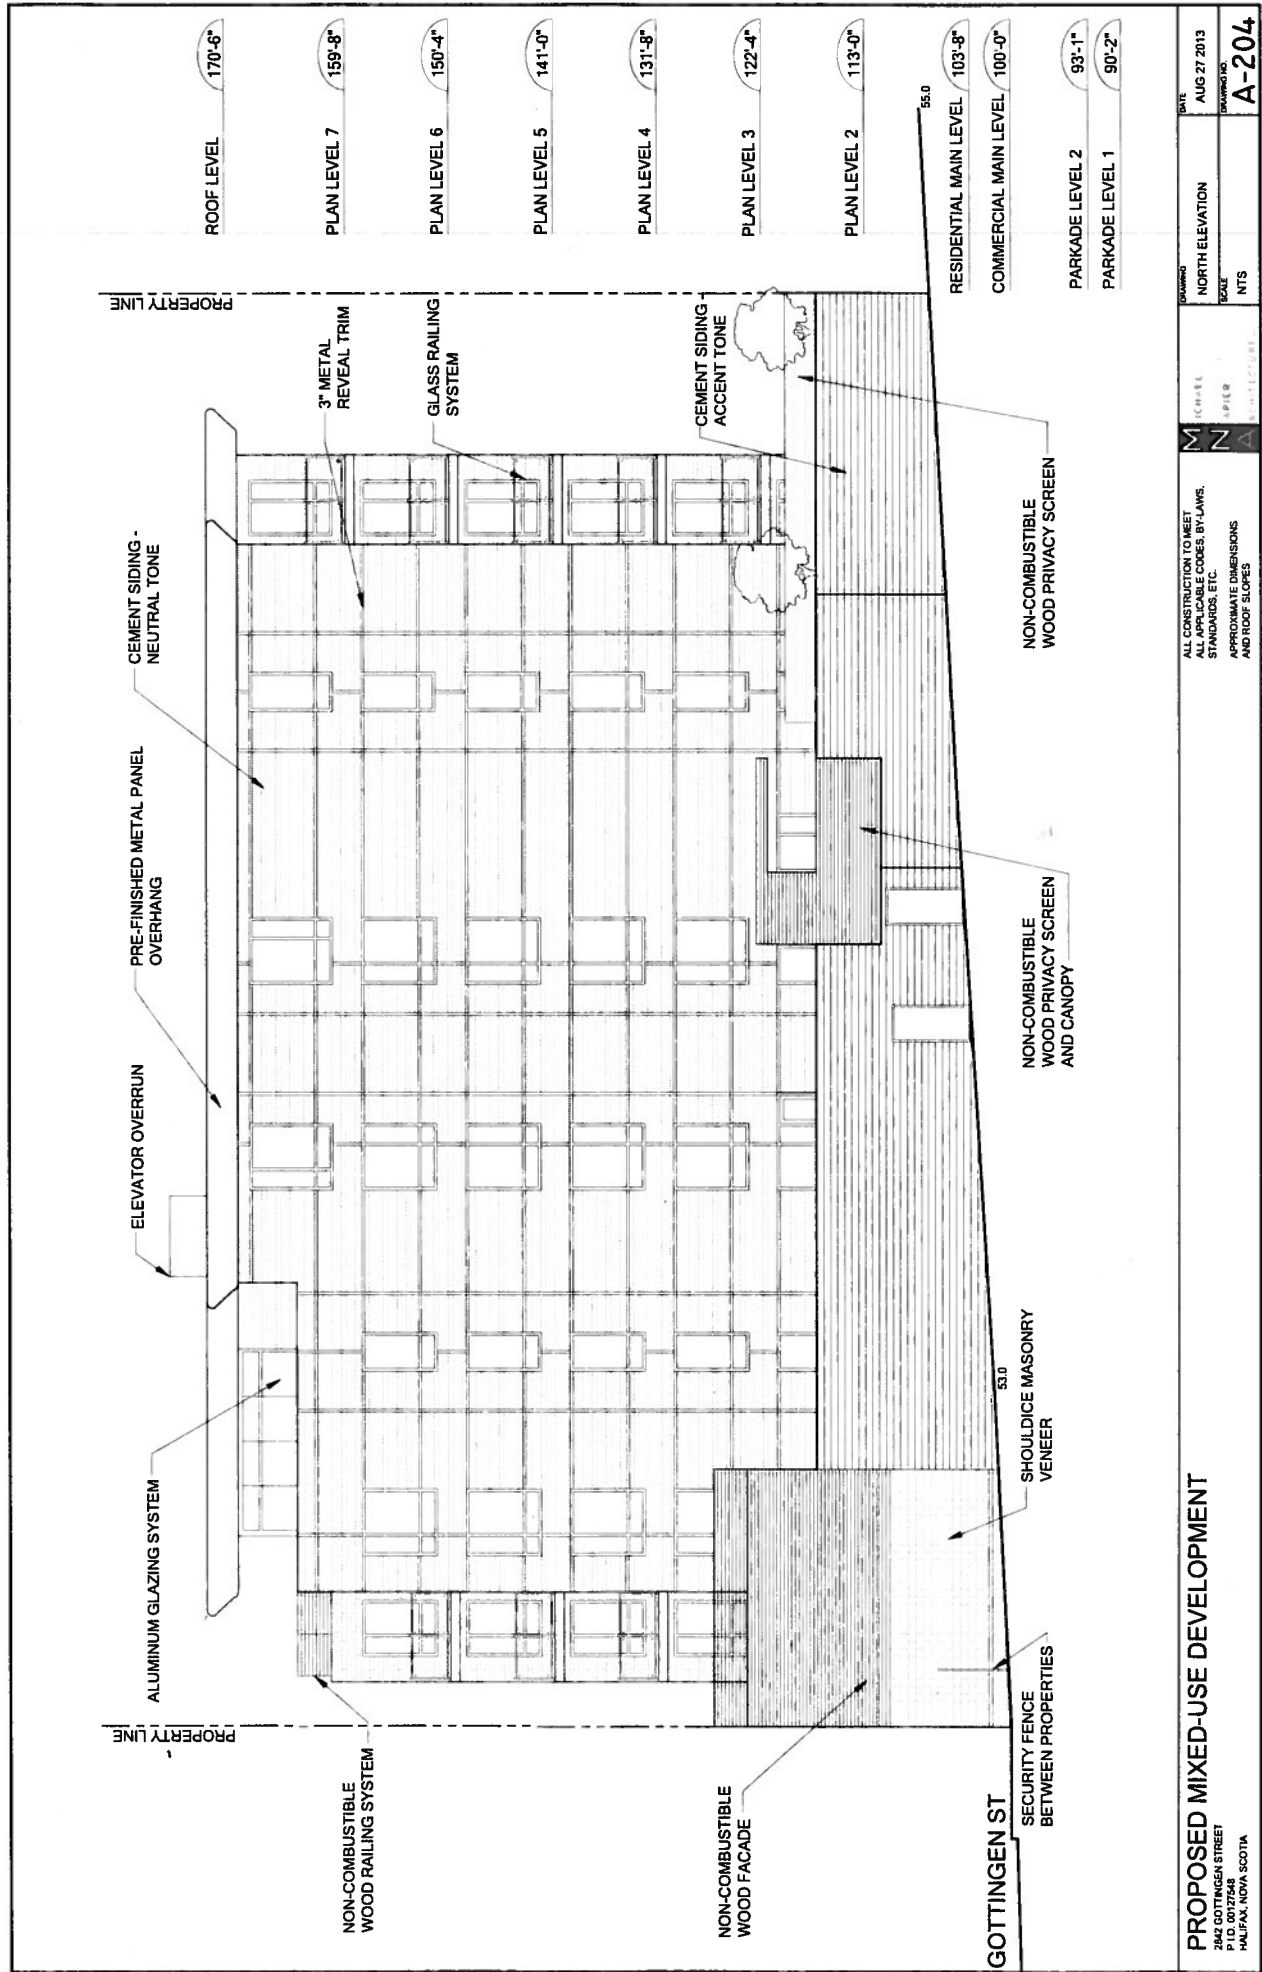 ELEVATOR OVERRUN
PRE-FINISHED METAL PANEL
OVERHANG
CEMENT SIDING -
NEUTRAL TONE
ALUMINUM GLAZING SYSTEM
3" METAL
REVEAL TRIM
GLASS RAILING
SYSTEM
CEMENT SIDING -
ACCENT TONE
PROPERTY LINE
PROPERTY LINE
NON-COMBUSTIBLE
WOOD RAILING SYSTEM
NON-COMBUSTIBLE
WOOD FACADE
GOTTINGEN ST
SECURITY FENCE
BETWEEN PROPERTIES
SHOULDICE MASONRY
VENEER
53.0
NON-COMBUSTIBLE
WOOD PRIVACY SCREEN
AND CANOPY
NON-COMBUSTIBLE
WOOD PRIVACY SCREEN
55.0
ROOF LEVEL 170'-6"
PLAN LEVEL 7 159'-8"
PLAN LEVEL 6 150'-4"
PLAN LEVEL 5 141'-0"
PLAN LEVEL 4 131'-8"
PLAN LEVEL 3 122'-4"
PLAN LEVEL 2 113'-0"
RESIDENTIAL MAIN LEVEL 103'-8"
COMMERCIAL MAIN LEVEL 100'-0"
PARKADE LEVEL 2 93'-1"
PARKADE LEVEL 1 90'-2"
PROPOSED MIXED-USE DEVELOPMENT
2842 GOTTINGEN STREET
P.I.D. 00127548
HALIFAX, NOVA SCOTIA
ALL CONSTRUCTION TO MEET
ALL APPLICABLE CODES, BY-LAWS,
STANDARDS, ETC.
APPROXIMATE DIMENSIONS
AND ROOF SLOPES
MICHAEL
NAPIER
ARCHITECTURE
DRAWING
NORTH ELEVATION
SCALE
NTS
DATE
AUG 27 2013
DRAWING NO.
A-204